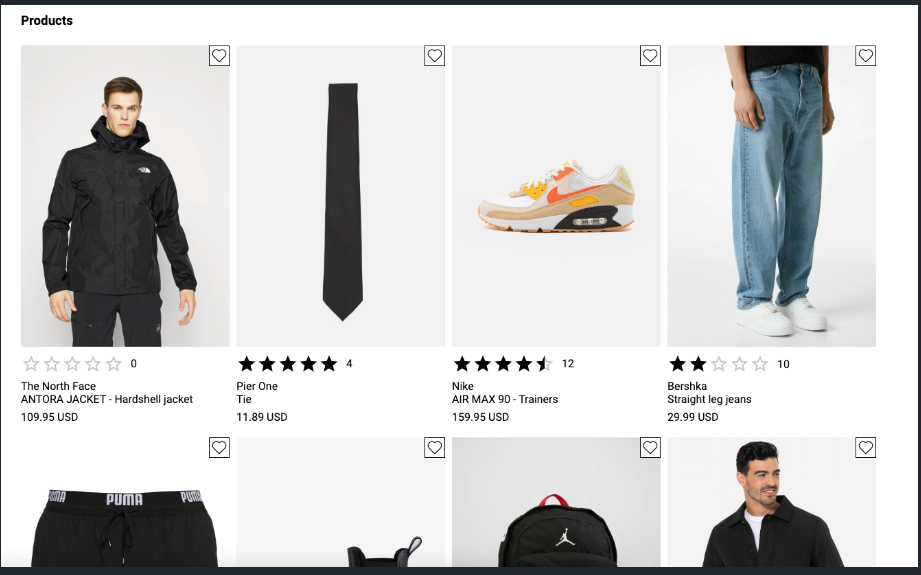 Products
0
The North Face
ANTORA JACKET - Hardshell jacket
109.95 USD
4
Pier One
Tie
11.89 USD
12
Nike
AIR MAX 90 - Trainers
159.95 USD
10
Bershka
Straight leg jeans
29.99 USD
PUMA